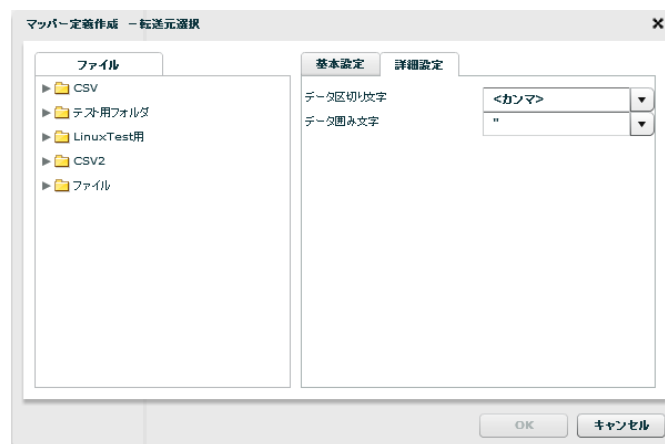 マッパー定義作成 －転送元選択
ファイル
CSV
テスト用フォルダ
LinuxTest用
CSV2
ファイル
基本設定 詳細設定
データ区切り文字 <カンマ>
データ囲み文字 "
OK キャンセル